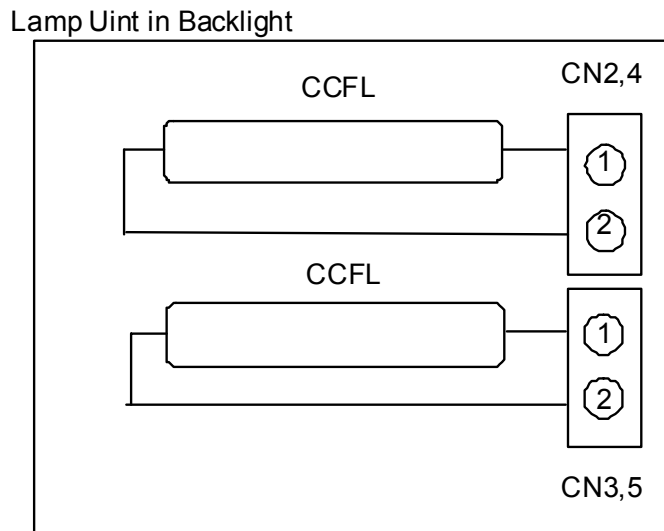 Lamp Uint in Backlight
CN2,4
CCFL
1
2
CCFL
1
2
CN3,5